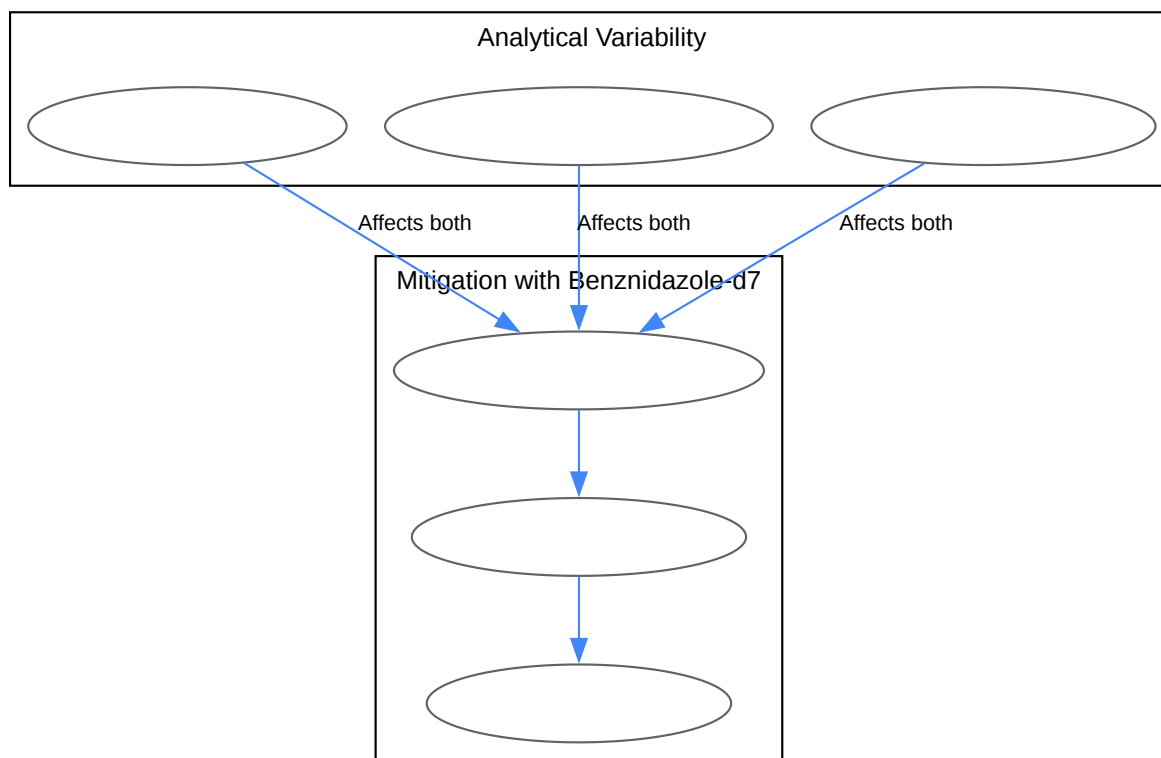 Analytical Variability
Affects both
Affects both
Affects both
Mitigation with Benznidazole-d7